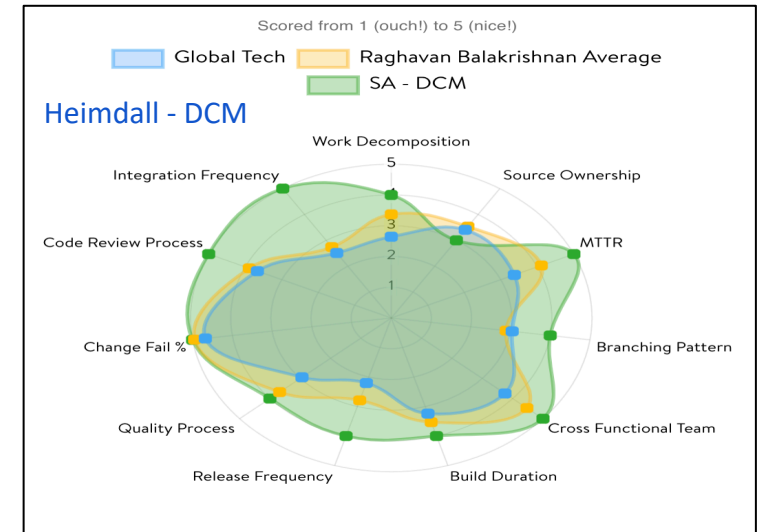 Scored from 1 (ouch!) to 5 (nice!)
Global Tech
Raghavan Balakrishnan Average
SA - DCM
Heimdall - DCM
Work Decomposition
Integration Frequency
Source Ownership
Code Review Process
MTTR
Change Fail %
Branching Pattern
Quality Process
Cross Functional Team
Release Frequency
Build Duration
5
4
3
2
1